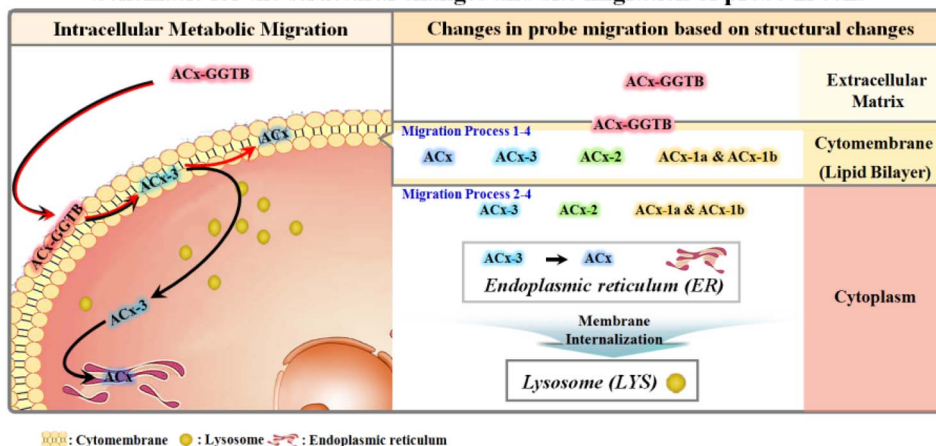 Intracellular Metabolic Migration
Changes in probe migration based on structural changes
ACx-GGTB
ACx
ACx-3
ACx-GGTB
ACx-3
ACx
ACx-GGTB
Extracellular
Matrix
ACx-GGTB
Migration Process 1-4
ACx ACx-3 ACx-2 ACx-1a & ACx-1b
Cytomembrane
(Lipid Bilayer)
Migration Process 2-4
ACx-3 ACx-2 ACx-1a & ACx-1b
ACx-3 → ACx
Endoplasmic reticulum (ER)
Cytoplasm
Membrane
Internalization
Lysosome (LYS)
: Cytomembrane : Lysosome : Endoplasmic reticulum